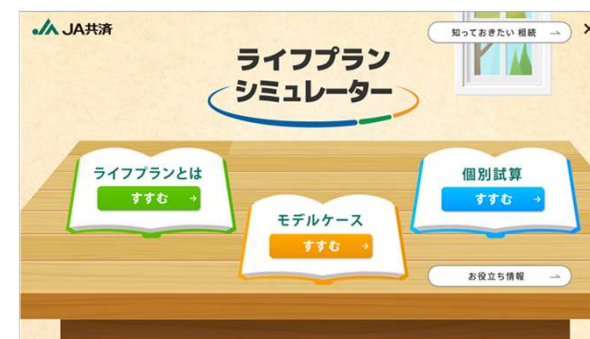 JA共済
知っておきたい 相続
ライフプラン
シミュレーター
ライフプランとは
すすむ
個別試算
すすむ
モデルケース
すすむ
お役立ち情報